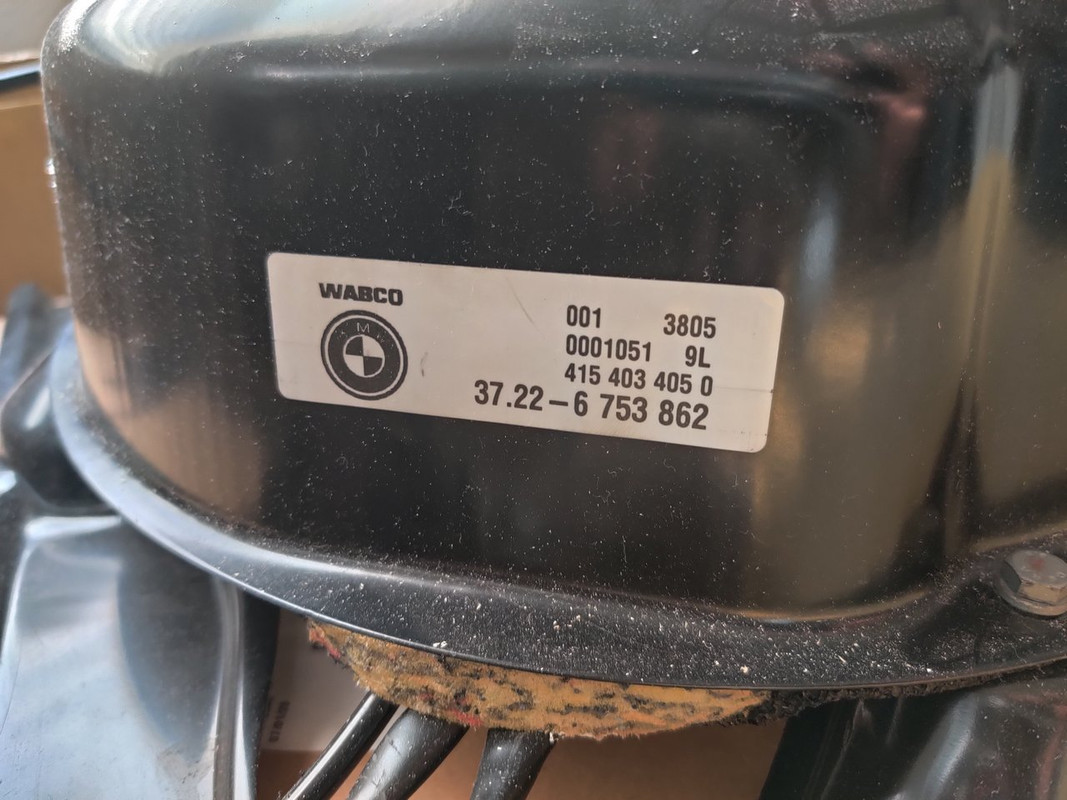 WABCO
M
001 3805
0001051 9L
415 403 405 0
37.22–6 753 862